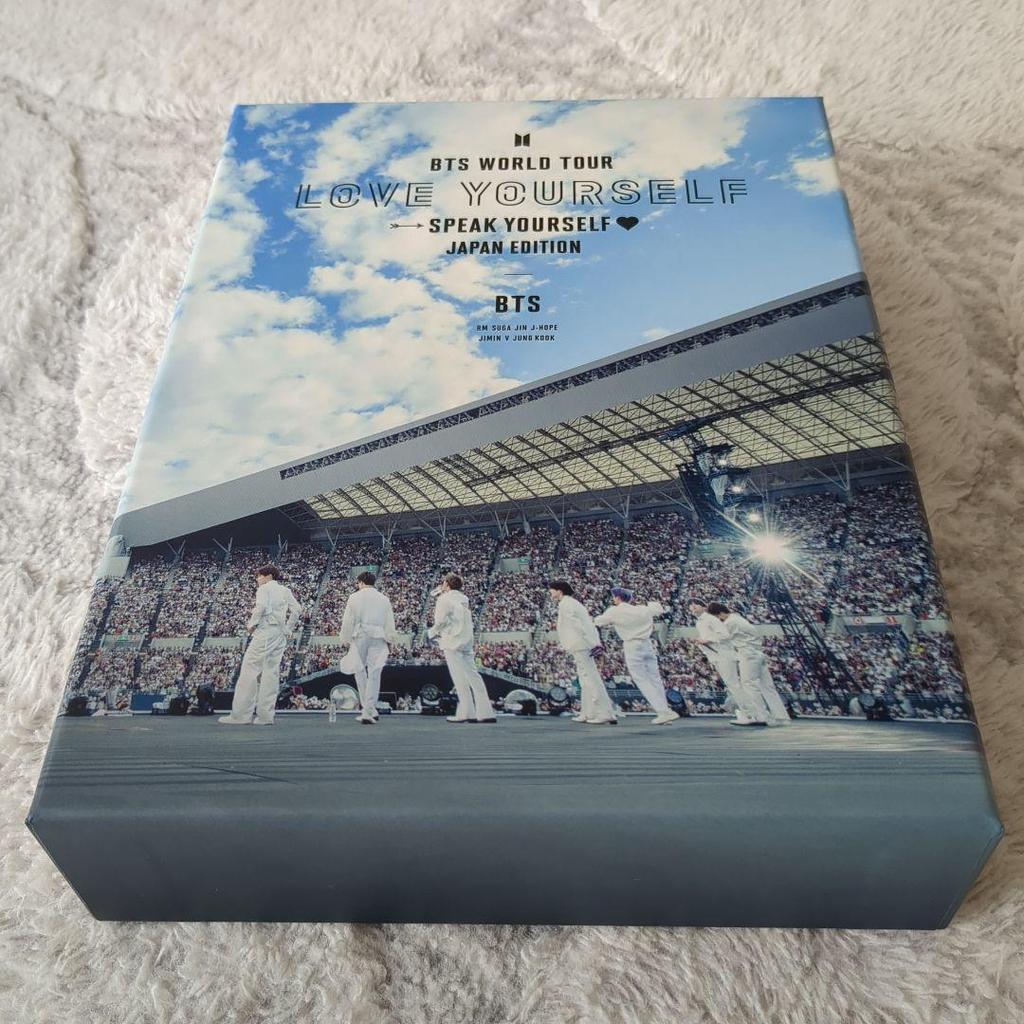 BTS WORLD TOUR
LOVE YOURSELF
SPEAK YOURSELF
JAPAN EDITION
BTS
RM SUGA JIN J-HOPE
JIMIN V JUNG KOOK